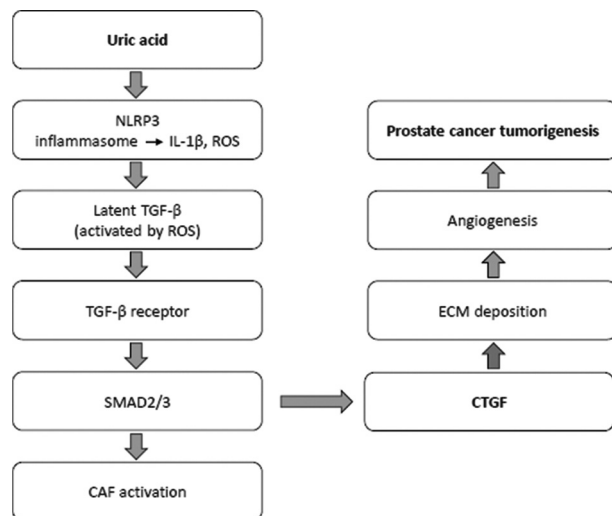 Uric acid
NLRP3
inflammasome → IL-1β, ROS
Latent TGF-β
(activated by ROS)
TGF-β receptor
SMAD2/3
CAF activation
Prostate cancer tumorigenesis
Angiogenesis
ECM deposition
CTGF